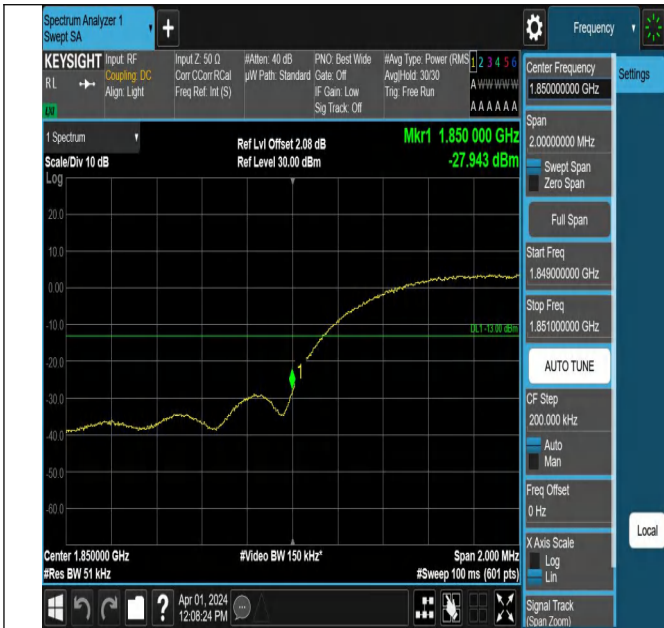 Spectrum Analyzer 1
Swept SA
+
Frequency
KEYSIGHT
RL
LXI
Input: RF
Coupling: DC
Align: Light
Input Z: 50 Ω
Corr CCorr RCal
Freq Ref: Int (S)
#Atten: 40 dB
µW Path: Standard
PNO: Best Wide
Gate: Off
IF Gain: Low
Sig Track: Off
#Avg Type: Power (RMS
Avg|Hold: 30/30
Trig: Free Run
1 2 3 4 5 6
A W W W W W
A A A A A A
1 Spectrum
Scale/Div 10 dB
Log
Ref Lvl Offset 2.08 dB
Ref Level 30.00 dBm
Mkr1 1.850 000 GHz
-27.943 dBm
20.0
10.0
0.00
-10.0
-20.0
-30.0
-40.0
-50.0
-60.0
DL1 -13.00 dBm
1
Center 1.850000 GHz
#Res BW 51 kHz
#Video BW 150 kHz*
Span 2.000 MHz
#Sweep 100 ms (601 pts)
?
Apr 01, 2024
12:08:24 PM
Center Frequency
1.850000000 GHz
Settings
Span
2.00000000 MHz
Swept Span
Zero Span
Full Span
Start Freq
1.849000000 GHz
Stop Freq
1.851000000 GHz
AUTO TUNE
CF Step
200.000 kHz
Auto
Man
Freq Offset
0 Hz
X Axis Scale
Log
Lin
Local
Signal Track
(Span Zoom)